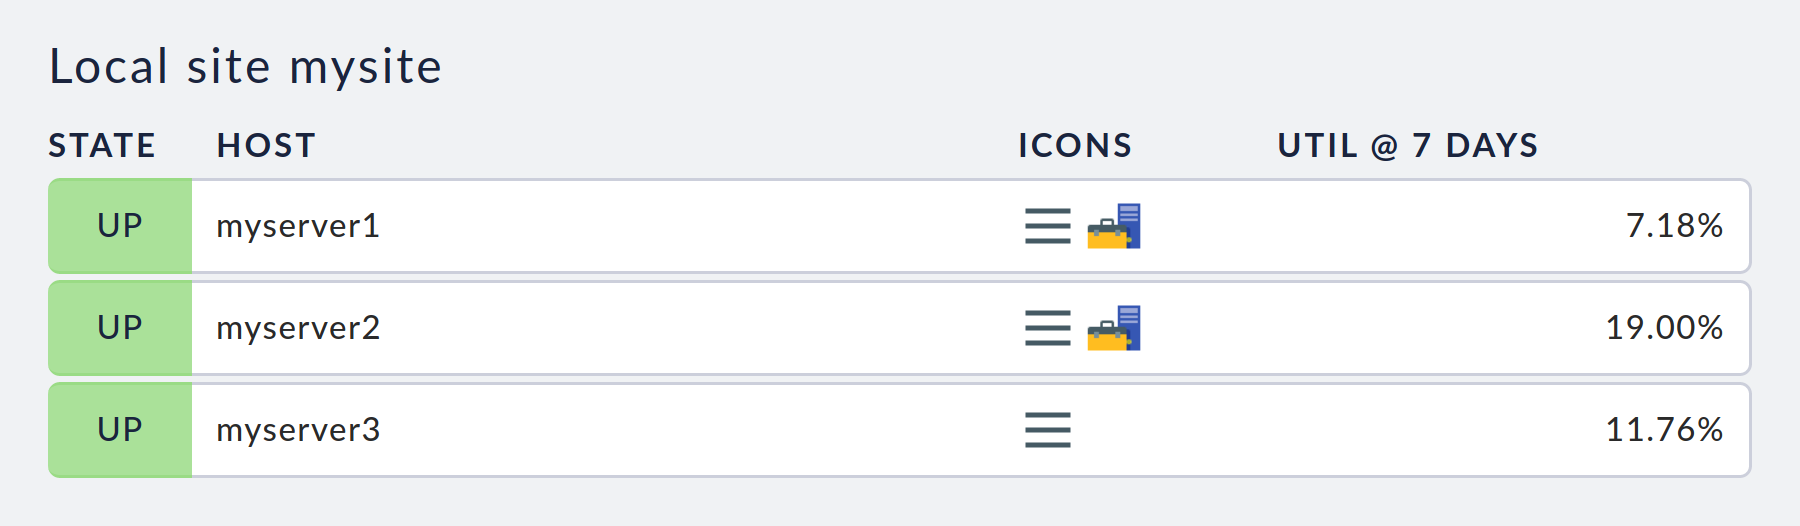 Local site mysite
STATE HOST ICONS UTIL @ 7 DAYS
UP myserver1 7.18%
UP myserver2 19.00%
UP myserver3 11.76%